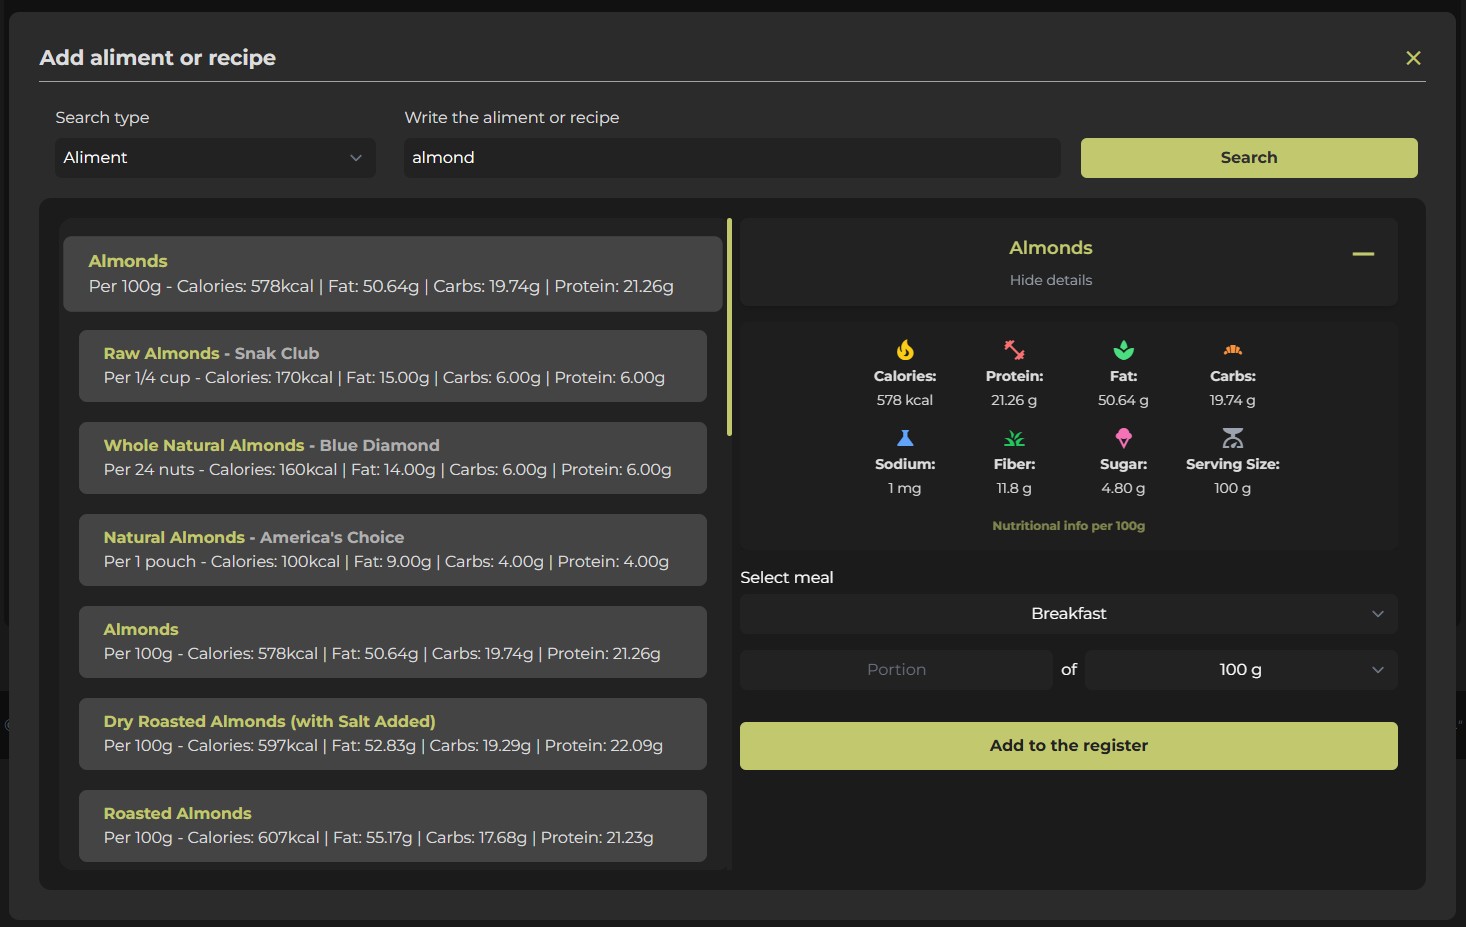 Add aliment or recipe
Search type
Write the aliment or recipe
Aliment
almond
Search
Almonds
Per 100g - Calories: 578kcal | Fat: 50.64g | Carbs: 19.74g | Protein: 21.26g
Raw Almonds - Snak Club
Per 1/4 cup - Calories: 170kcal | Fat: 15.00g | Carbs: 6.00g | Protein: 6.00g
Whole Natural Almonds - Blue Diamond
Per 24 nuts - Calories: 160kcal | Fat: 14.00g | Carbs: 6.00g | Protein: 6.00g
Natural Almonds - America's Choice
Per 1 pouch - Calories: 100kcal | Fat: 9.00g | Carbs: 4.00g | Protein: 4.00g
Almonds
Per 100g - Calories: 578kcal | Fat: 50.64g | Carbs: 19.74g | Protein: 21.26g
Dry Roasted Almonds (with Salt Added)
Per 100g - Calories: 597kcal | Fat: 52.83g | Carbs: 19.29g | Protein: 22.09g
Roasted Almonds
Per 100g - Calories: 607kcal | Fat: 55.17g | Carbs: 17.68g | Protein: 21.23g
Almonds
Hide details
Calories: Protein: Fat: Carbs:
578 kcal 21.26 g 50.64 g 19.74 g
Sodium: Fiber: Sugar: Serving Size:
1 mg 11.8 g 4.80 g 100 g
Nutritional info per 100g
Select meal
Breakfast
Portion of 100 g
Add to the register